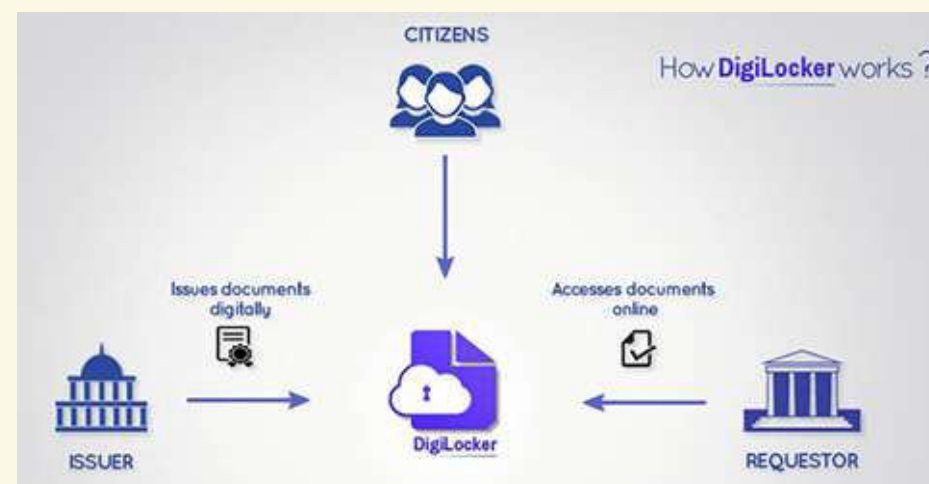 CITIZENS
How DigiLocker works ?
Issues documents
digitally
Accesses documents
online
DigiLocker
ISSUER
REQUESTOR